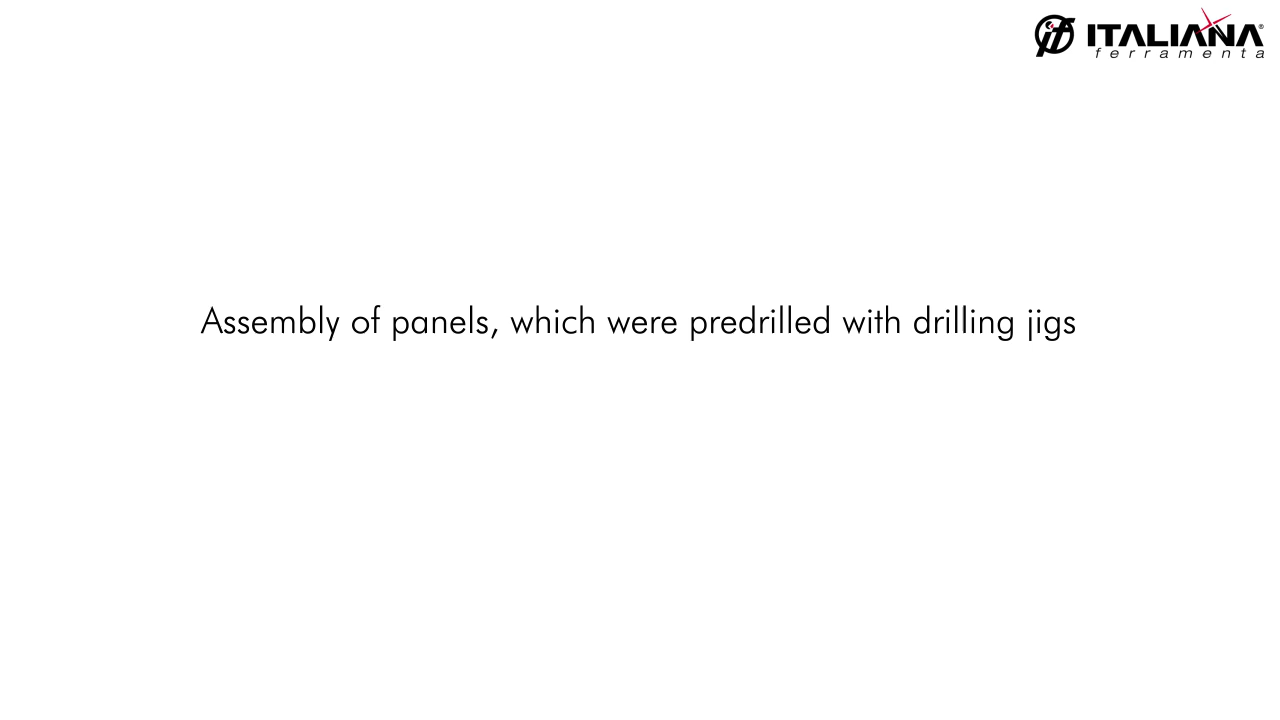 ITALIANA®
ferramenta
Assembly of panels, which were predrilled with drilling jigs